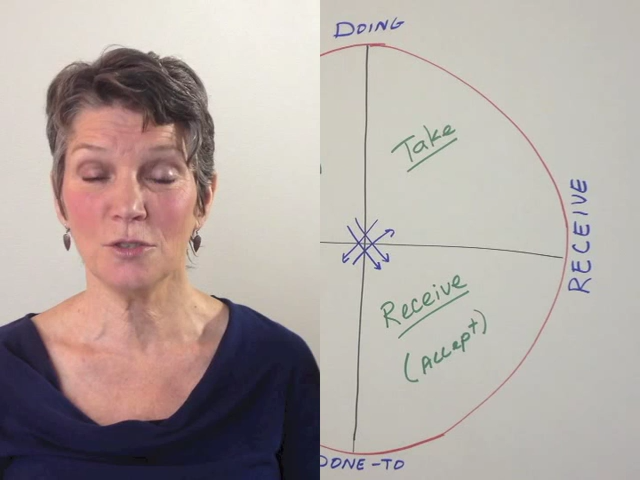 DOING
Take
RECEIVE
Receive
(Accept)
DONE-TO